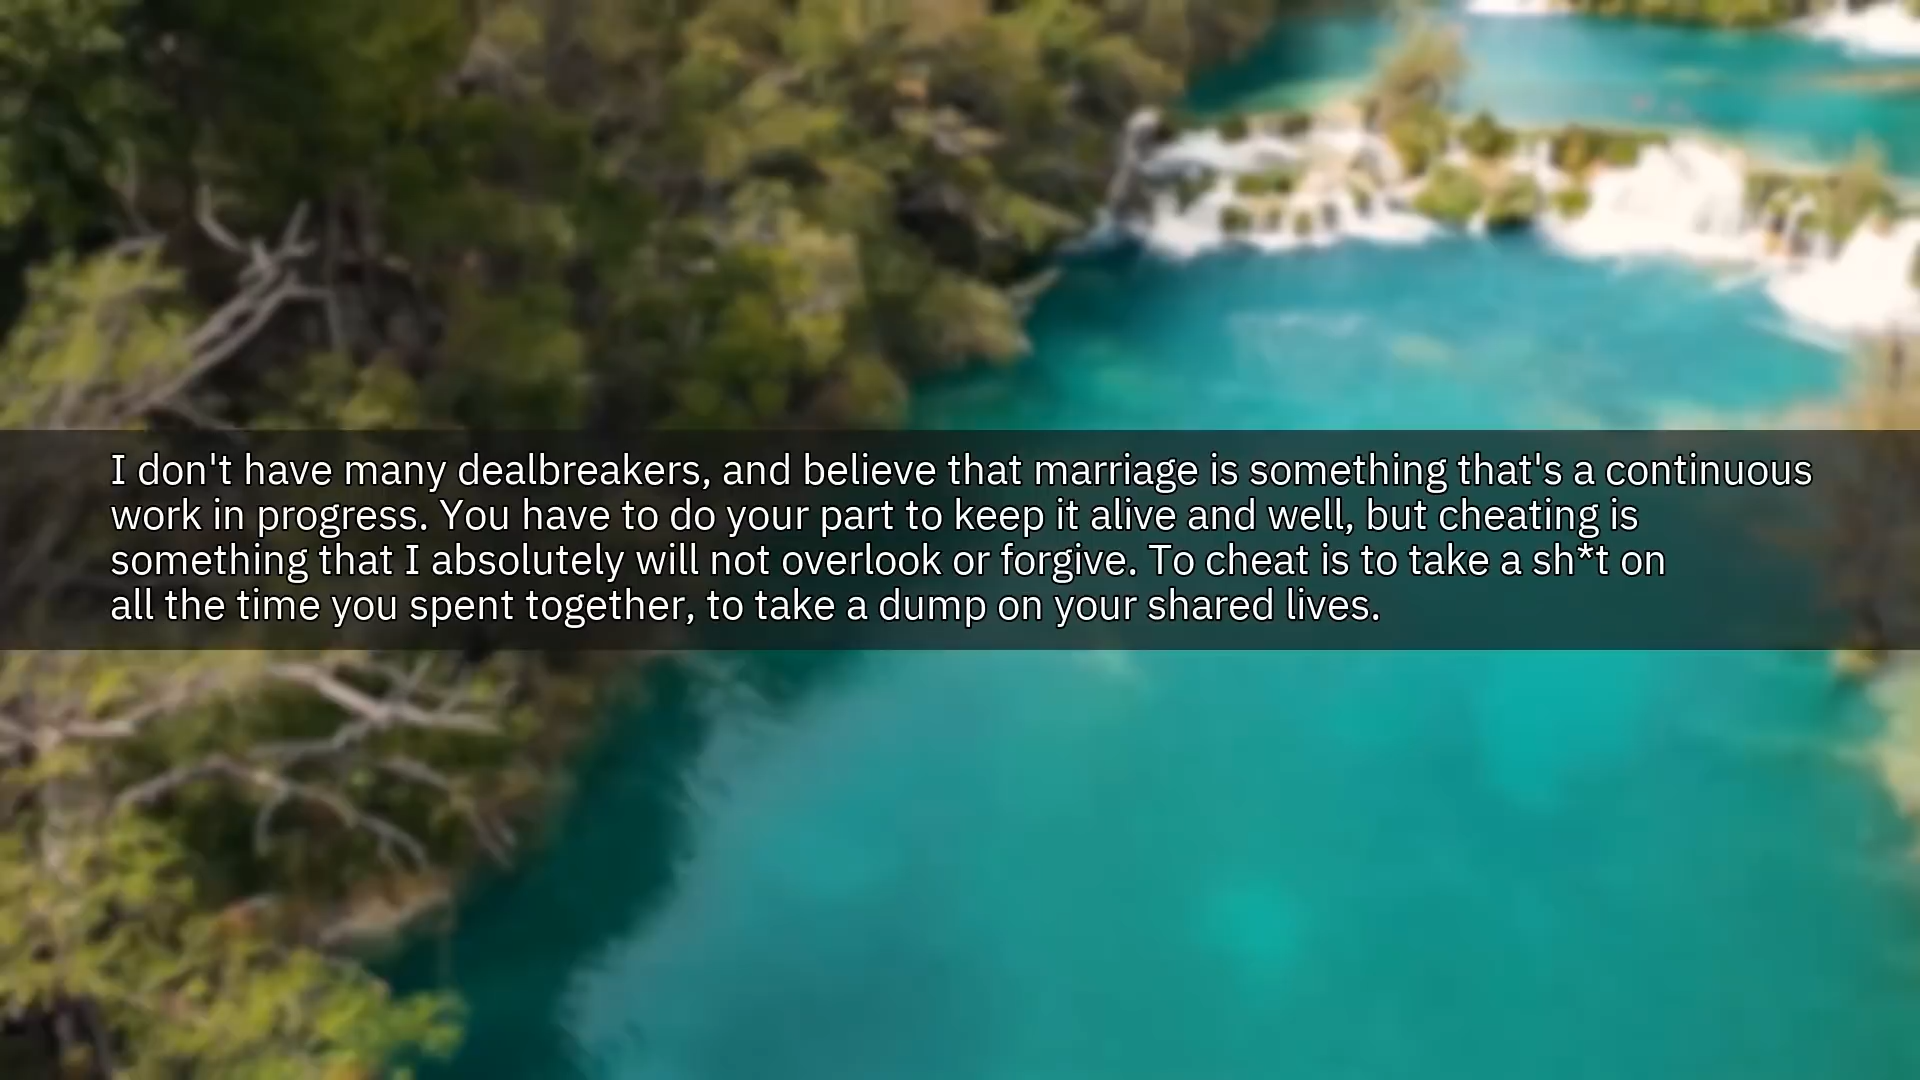 I don't have many dealbreakers, and believe that marriage is something that's a continuous
work in progress. You have to do your part to keep it alive and well, but cheating is
something that I absolutely will not overlook or forgive. To cheat is to take a sh*t on
all the time you spent together, to take a dump on your shared lives.